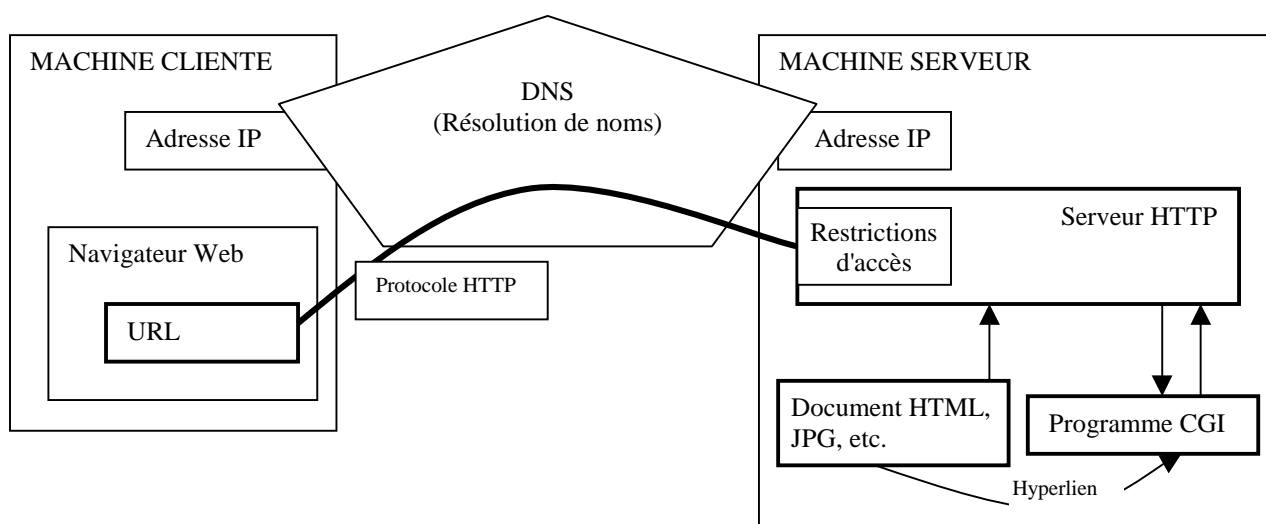 MACHINE CLIENTE
Adresse IP
Navigateur Web
URL
DNS
(Résolution de noms)
Protocole HTTP
MACHINE SERVEUR
Adresse IP
Serveur HTTP
Restrictions
d'accès
Document HTML,
JPG, etc.
Programme CGI
Hyperlien